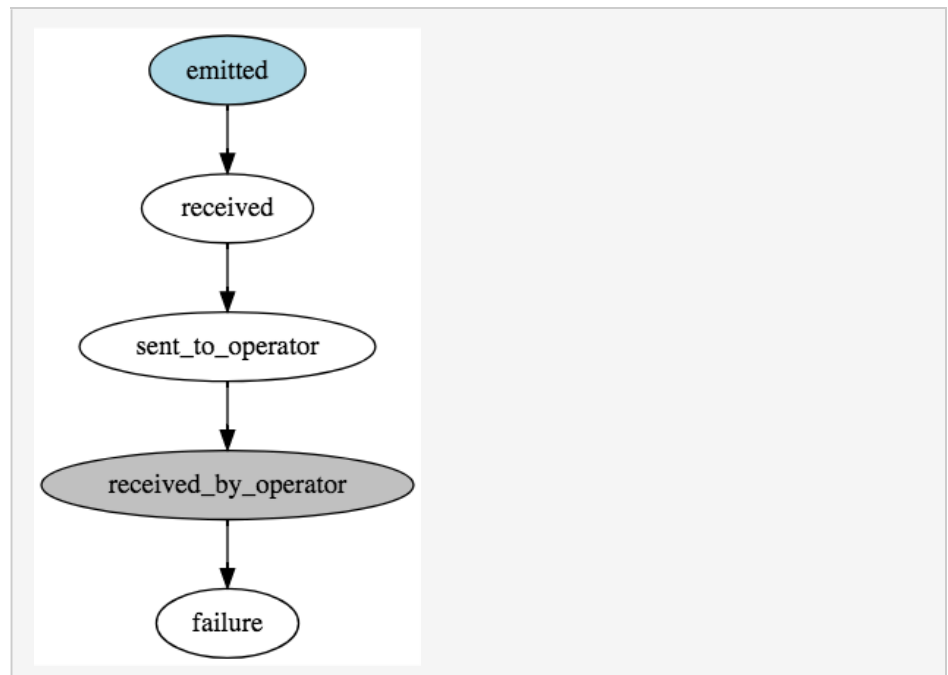 emitted
received
sent_to_operator
received_by_operator
failure